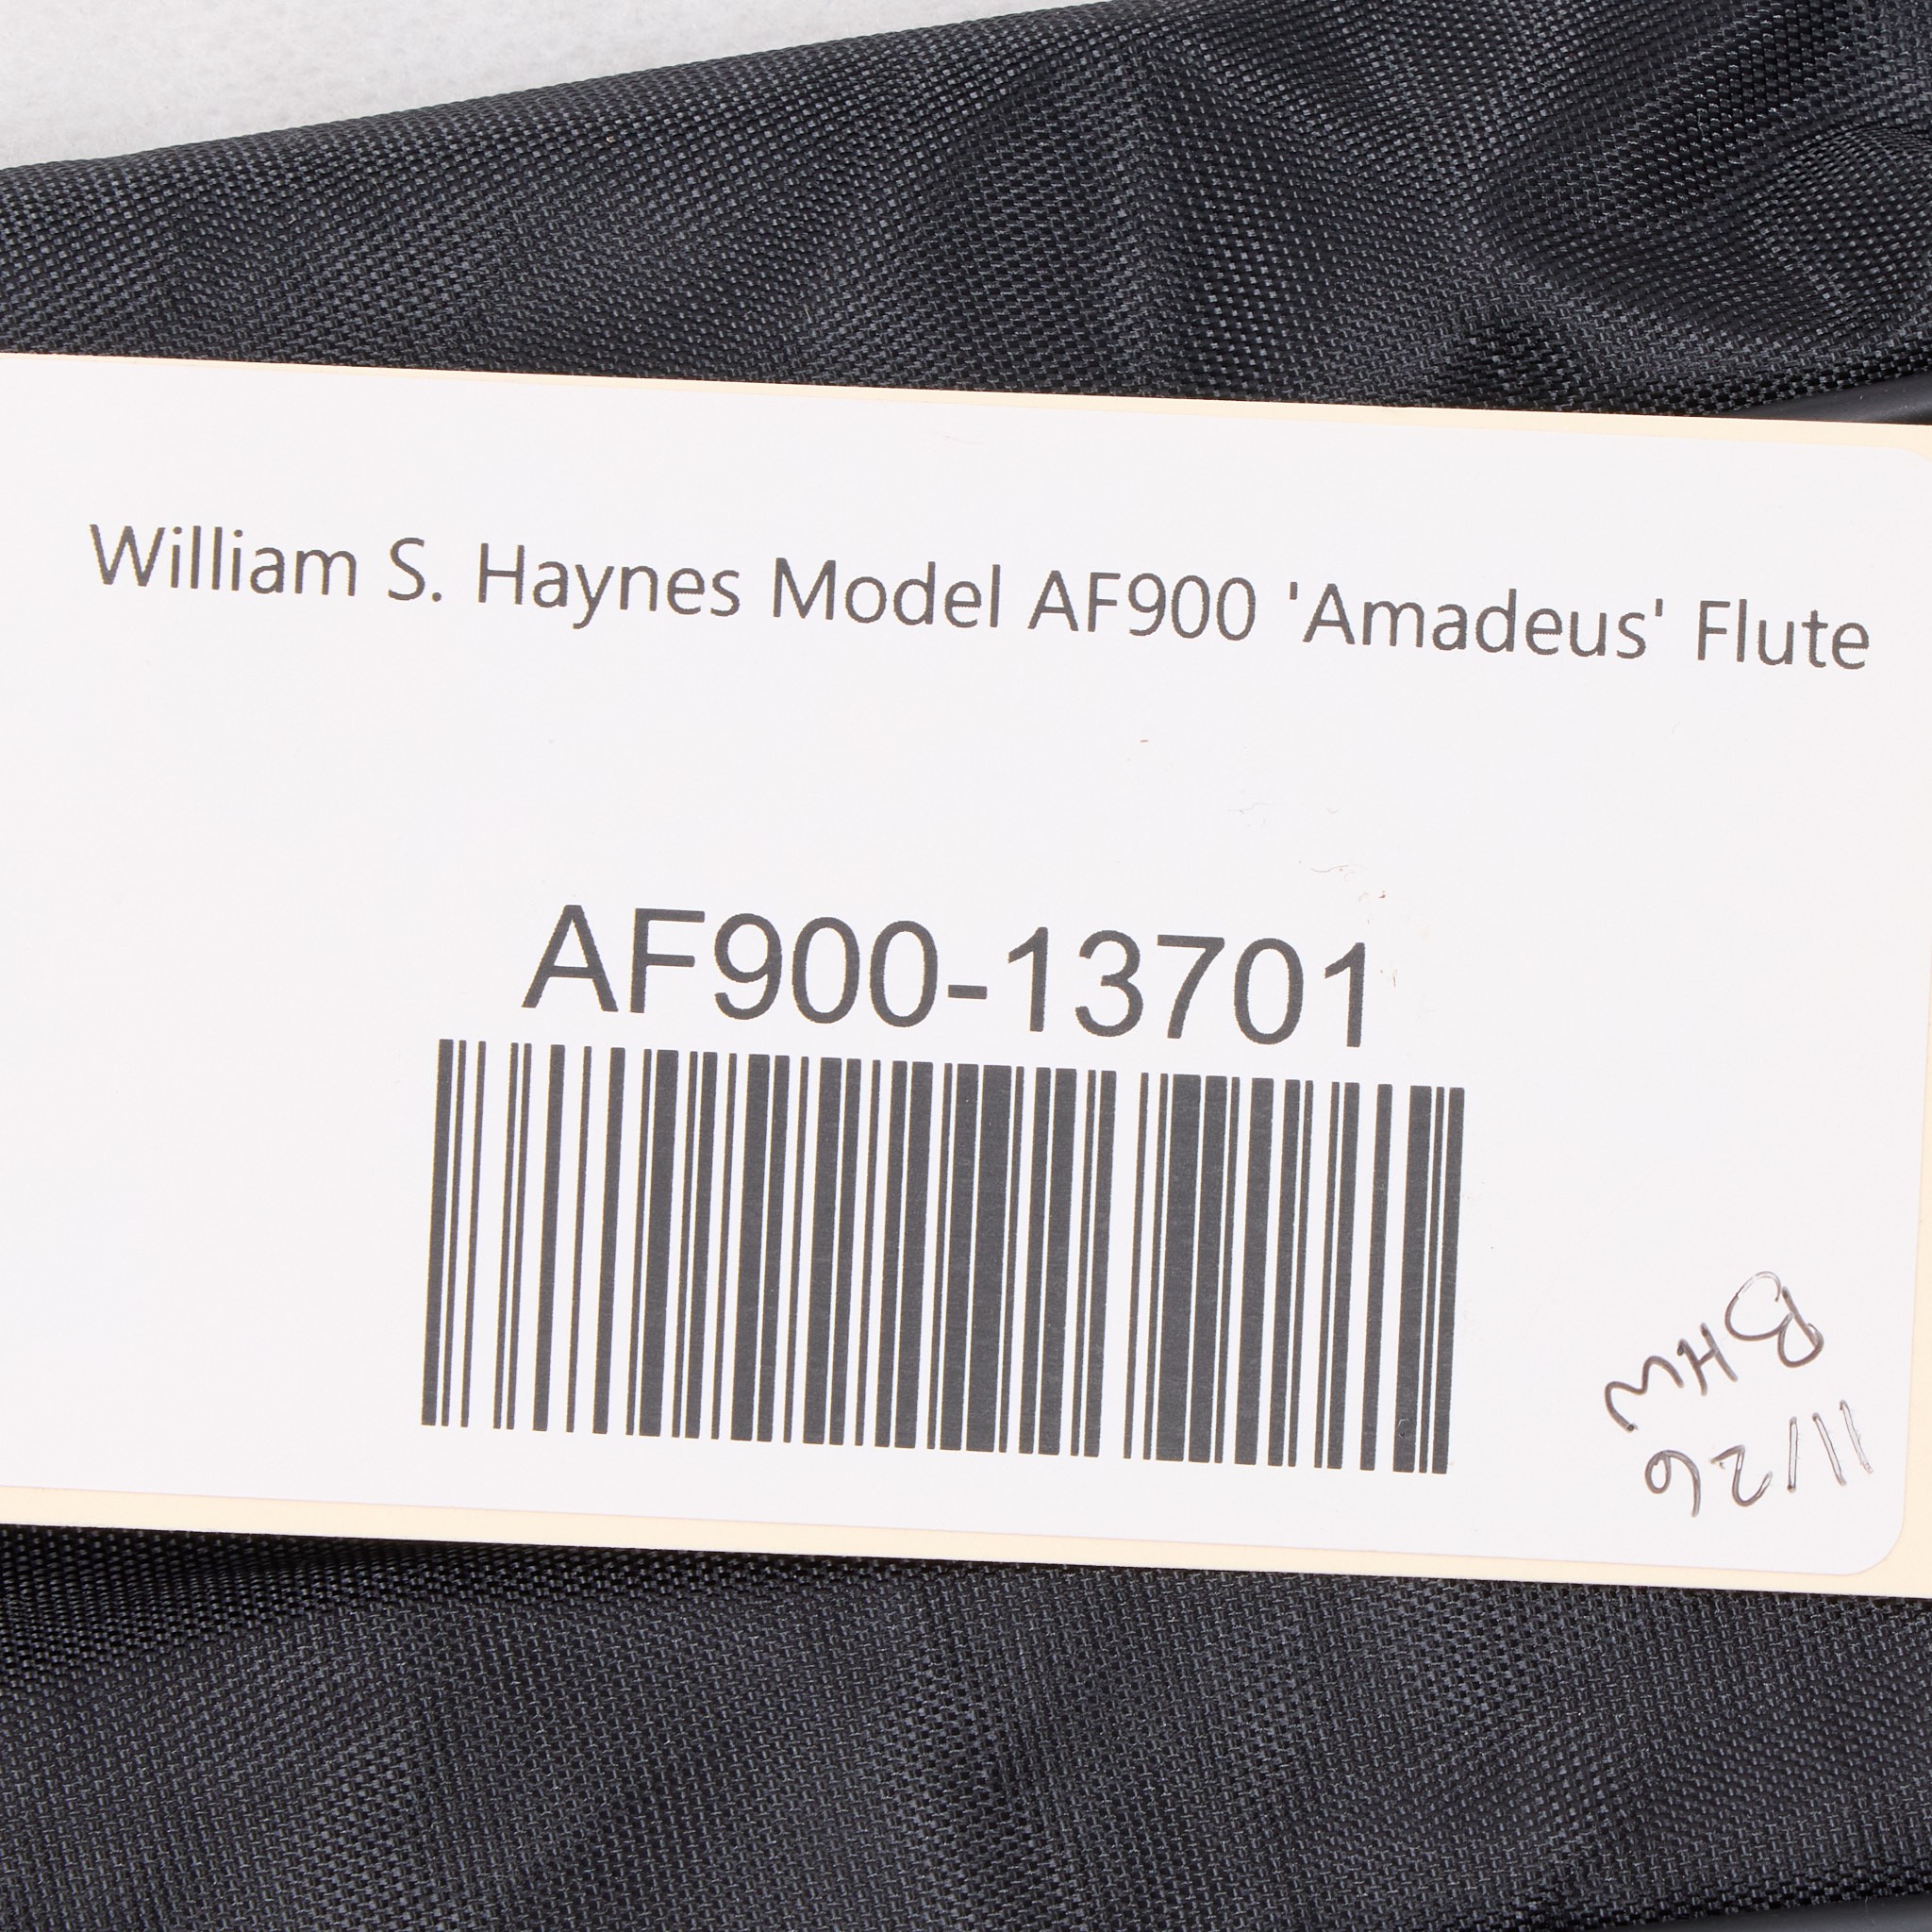 William S. Haynes Model AF900 'Amadeus' Flute
AF900-13701
BHW
11/26